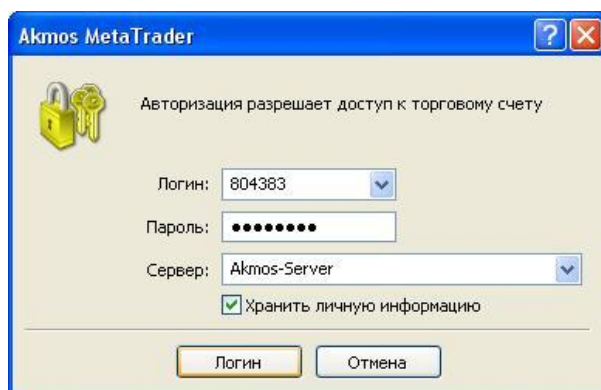 Akmos MetaTrader
Авторизация разрешает доступ к торговому счету
Логин: 804383
Пароль: ●●●●●●●●
Сервер: Akmos-Server
Хранить личную информацию
Логин Отмена